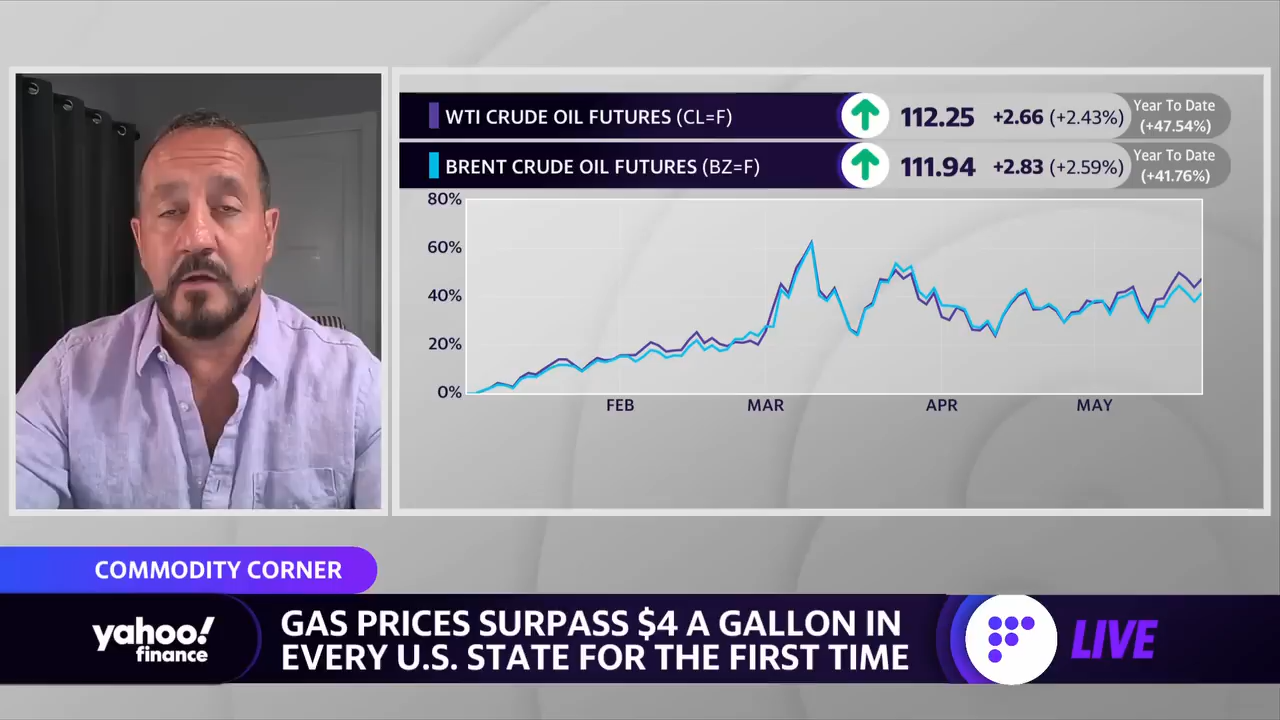 WTI CRUDE OIL FUTURES (CL=F) 112.25 +2.66 (+2.43%) Year To Date
(+47.54%)
BRENT CRUDE OIL FUTURES (BZ=F) 111.94 +2.83 (+2.59%) Year To Date
(+41.76%)
80%
60%
40%
20%
0%
FEB MAR APR MAY
COMMODITY CORNER
yahoo!
finance
GAS PRICES SURPASS $4 A GALLON IN
EVERY U.S. STATE FOR THE FIRST TIME
LIVE